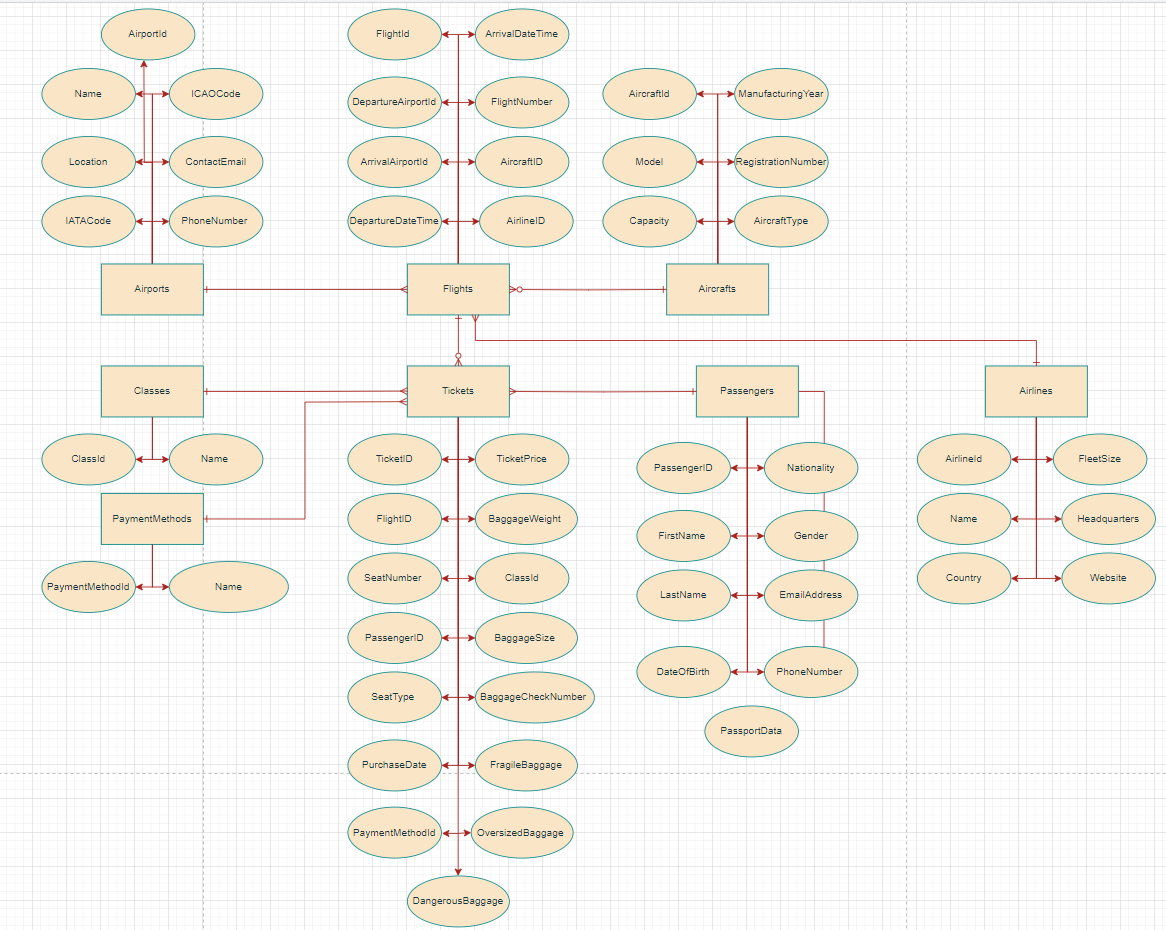 AirportId
FlightId
ArrivalDateTime
Name
ICAOCode
DepartureAirportId
FlightNumber
AircraftId
ManufacturingYear
Location
ContactEmail
ArrivalAirportId
AircraftID
Model
RegistrationNumber
IATACode
PhoneNumber
DepartureDateTime
AirlineID
Capacity
AircraftType
Airports
Flights
Aircrafts
Classes
Tickets
Passengers
Airlines
ClassId
Name
TicketID
TicketPrice
PassengerID
Nationality
AirlineId
FleetSize
PaymentMethods
FlightID
BaggageWeight
FirstName
Gender
Name
Headquarters
PaymentMethodId
Name
SeatNumber
ClassId
LastName
EmailAddress
Country
Website
PassengerID
BaggageSize
DateOfBirth
PhoneNumber
SeatType
BaggageCheckNumber
PassportData
PurchaseDate
FragileBaggage
PaymentMethodId
OversizedBaggage
DangerousBaggage